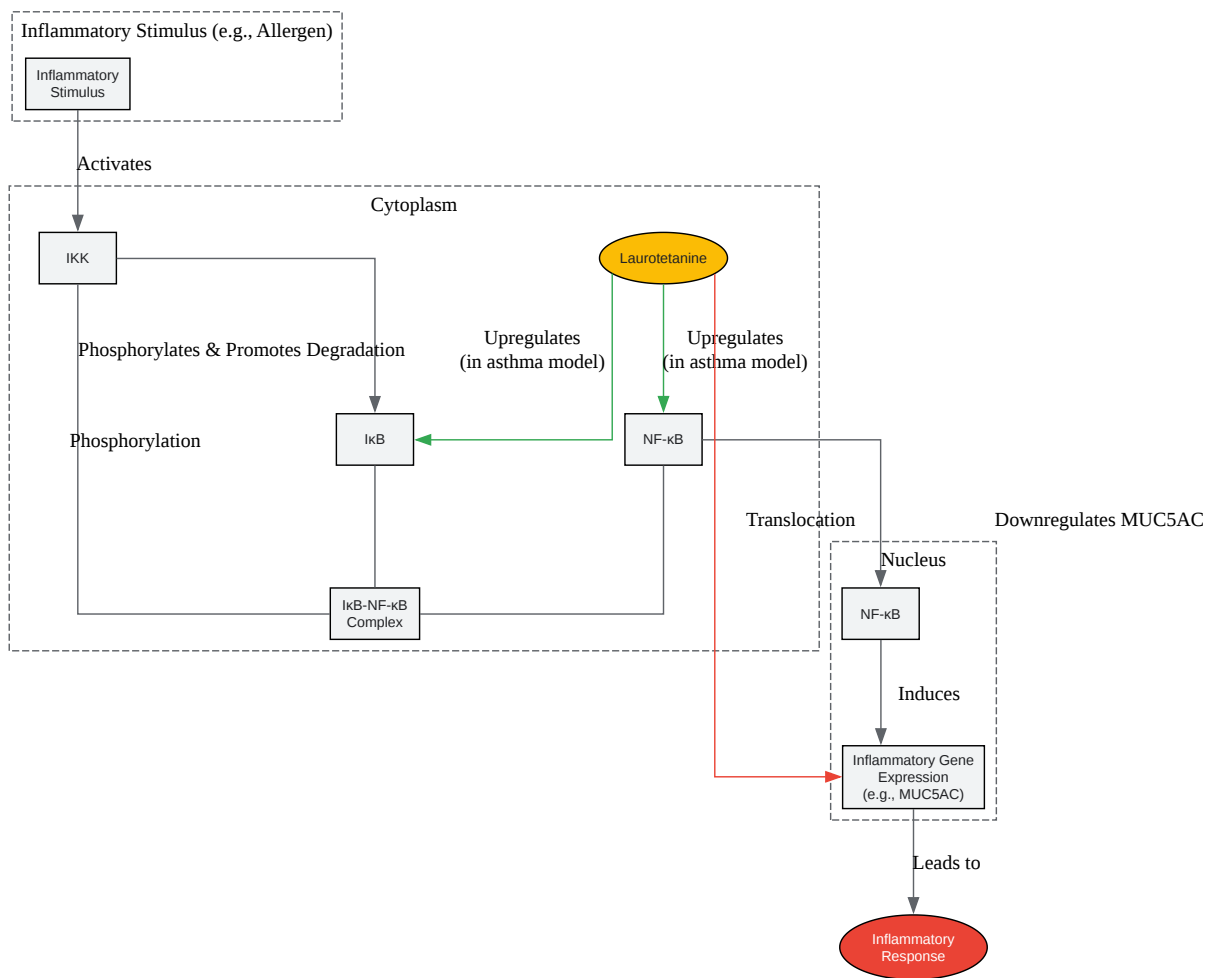 Inflammatory Stimulus (e.g., Allergen)
Inflammatory
Stimulus
Activates
Cytoplasm
IKK
Laurotetanine
Phosphorylates & Promotes Degradation
Upregulates
(in asthma model)
Upregulates
(in asthma model)
Phosphorylation
IκB
NF-κB
Translocation
Downregulates MUC5AC
Nucleus
IκB-NF-κB
Complex
NF-κB
Induces
Inflammatory Gene
Expression
(e.g., MUC5AC)
Leads to
Inflammatory
Response